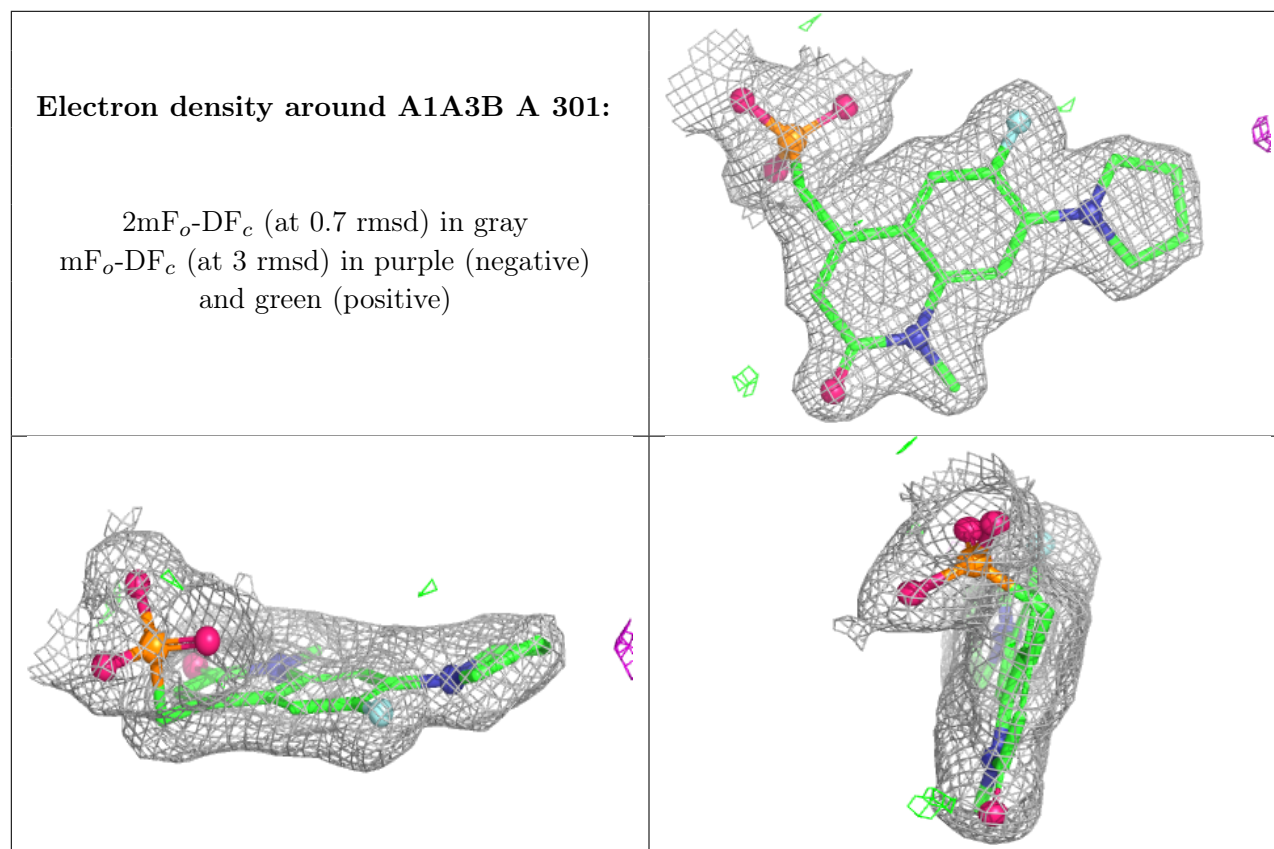 Electron density around A1A3B A 301:
2mFo-DFc (at 0.7 rmsd) in gray
mFo-DFc (at 3 rmsd) in purple (negative)
and green (positive)